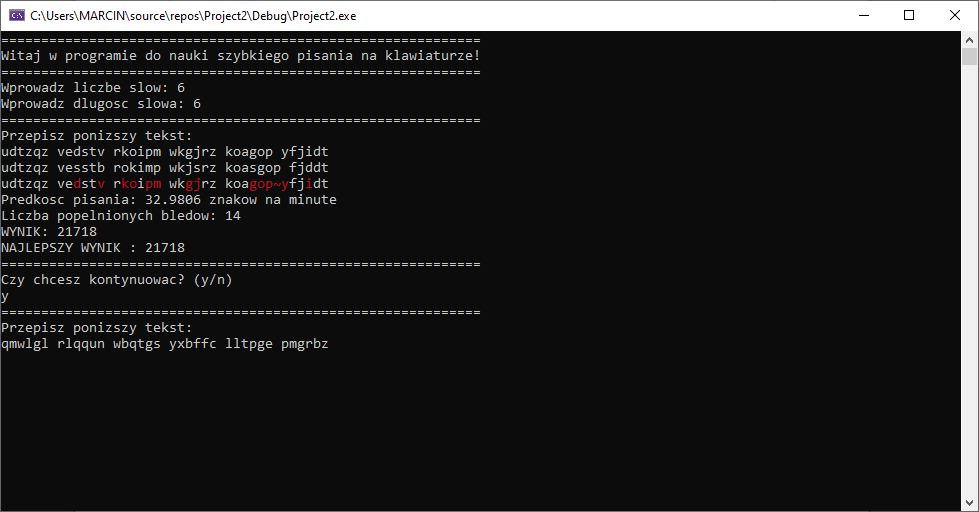 C:\Users\MARCIN\source\repos\Project2\Debug\Project2.exe
============================================================
Witaj w programie do nauki szybkiego pisania na klawiaturze!
============================================================
Wprowadz liczbe slow: 6
Wprowadz dlugosc slowa: 6
============================================================
Przepisz ponizszy tekst:
udtzqz vedstv rkoipm wkgjrz koagop yfjidt
udtzqz vesstb rokimp wkjsrz koasgop fjddt
udtzqz vedstv rkoipm wkgjrz koagop~yfjidt
Predkosc pisania: 32.9806 znakow na minute
Liczba popelnionych bledow: 14
WYNIK: 21718
NAJLEPSZY WYNIK : 21718
============================================================
Czy chcesz kontynuowac? (y/n)
y
============================================================
Przepisz ponizszy tekst:
qmwlgl rlqqun wbqtgs yxbffc lltpge pmgrbz